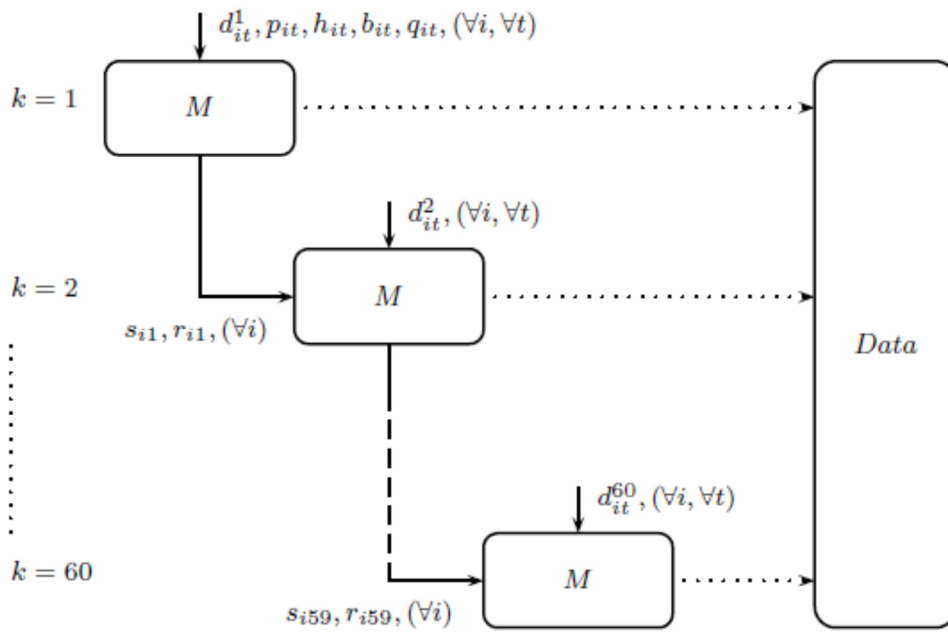 d^1_{it}, p_{it}, h_{it}, b_{it}, q_{it}, (∀i, ∀t)
k = 1
M
d^2_{it}, (∀i, ∀t)
k = 2
M
s_{i1}, r_{i1}, (∀i)
Data
d^{60}_{it}, (∀i, ∀t)
k = 60
M
s_{i59}, r_{i59}, (∀i)